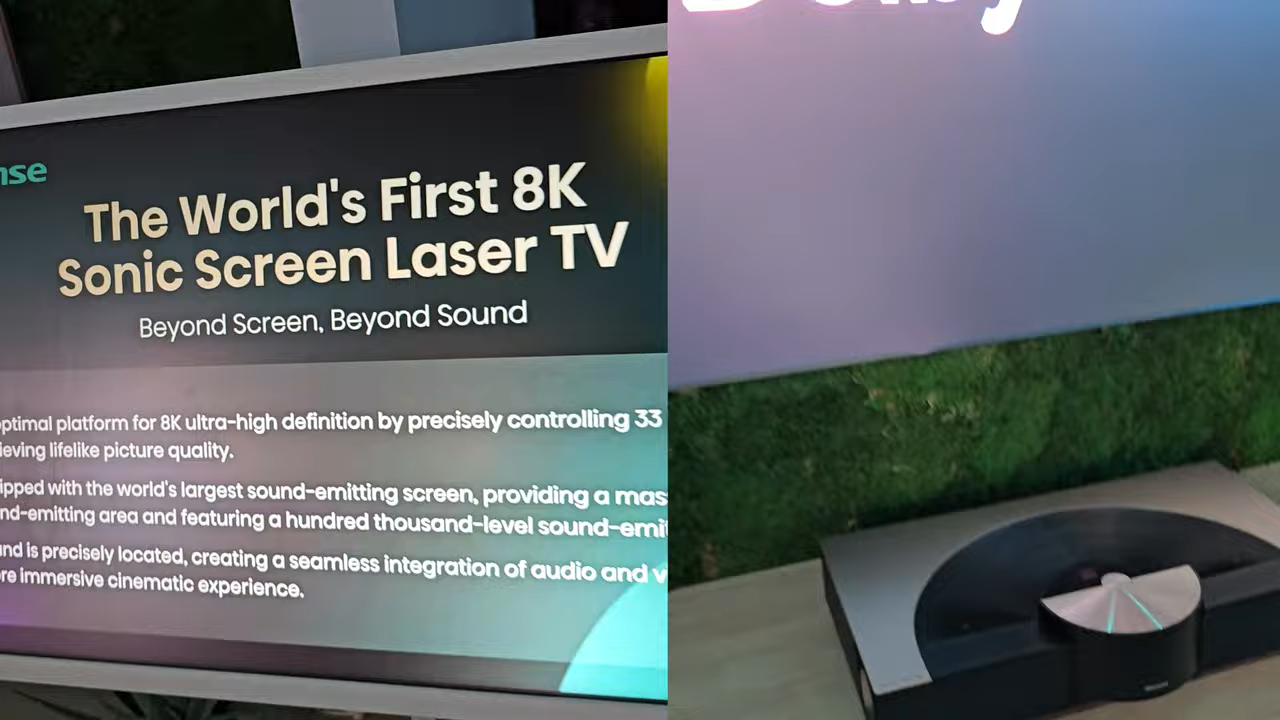 nse
The World's First 8K
Sonic Screen Laser TV
Beyond Screen, Beyond Sound
optimal platform for 8K ultra-high definition by precisely controlling 33
ieving lifelike picture quality.
ipped with the world's largest sound-emitting screen, providing a mas
nd-emitting area and featuring a hundred thousand-level sound-emi
und is precisely located, creating a seamless integration of audio and v
re immersive cinematic experience.
Dolby